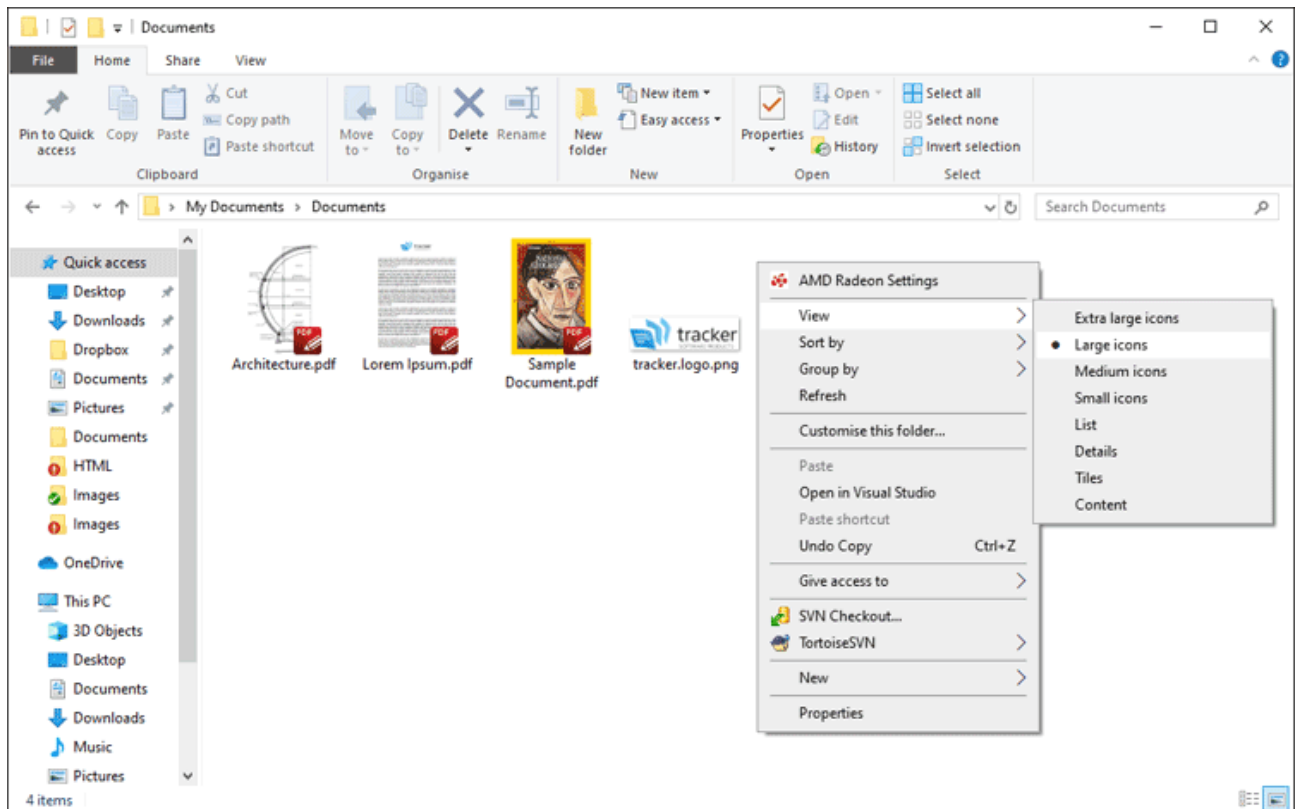 Documents
File Home Share View
Pin to Quick access
Copy
Paste
Cut
Copy path
Paste shortcut
Clipboard
Move to
Copy to
Delete
Rename
Organise
New folder
New item
Easy access
New
Properties
Open
Edit
History
Open
Select all
Select none
Invert selection
Select
My Documents > Documents
Search Documents
Quick access
Desktop
Downloads
Dropbox
Documents
Pictures
Documents
HTML
Images
Images
OneDrive
This PC
3D Objects
Desktop
Documents
Downloads
Music
Pictures
4 items
PDF
Architecture.pdf
tracker
PDF
Lorem Ipsum.pdf
PDF
Sample
Document.pdf
tracker
tracker.logo.png
AMD Radeon Settings
View
Sort by
Group by
Refresh
Customise this folder...
Paste
Open in Visual Studio
Paste shortcut
Undo Copy Ctrl+Z
Give access to
SVN Checkout...
TortoiseSVN
New
Properties
Extra large icons
Large icons
Medium icons
Small icons
List
Details
Tiles
Content